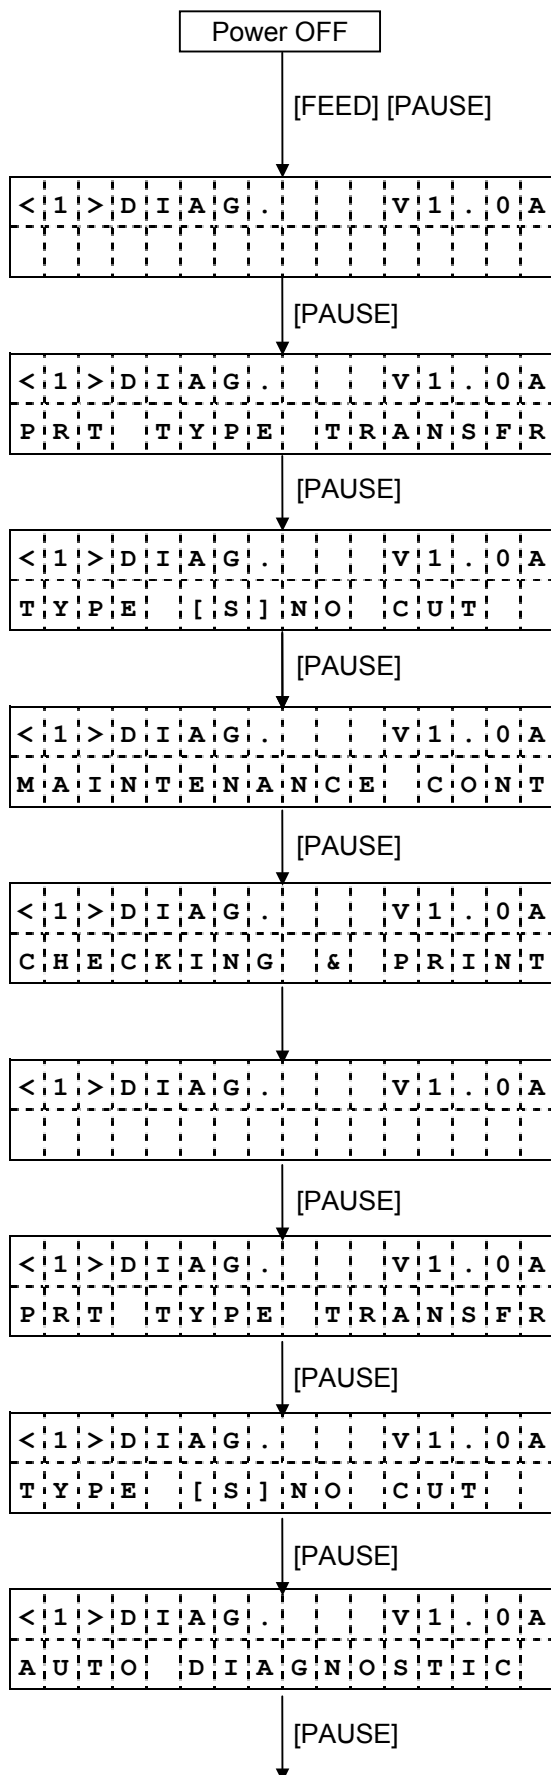 Power OFF
[FEED] [PAUSE]
<1>DIAG.    V1.0A
[PAUSE]
<1>DIAG.    V1.0A
PRT TYPE TRANSFR
[PAUSE]
<1>DIAG.    V1.0A
TYPE [S]NO CUT
[PAUSE]
<1>DIAG.    V1.0A
MAINTENANCE CONT
[PAUSE]
<1>DIAG.    V1.0A
CHECKING & PRINT
<1>DIAG.    V1.0A
[PAUSE]
<1>DIAG.    V1.0A
PRT TYPE TRANSFR
[PAUSE]
<1>DIAG.    V1.0A
TYPE [S]NO CUT
[PAUSE]
<1>DIAG.    V1.0A
AUTO DIAGNOSTIC
[PAUSE]